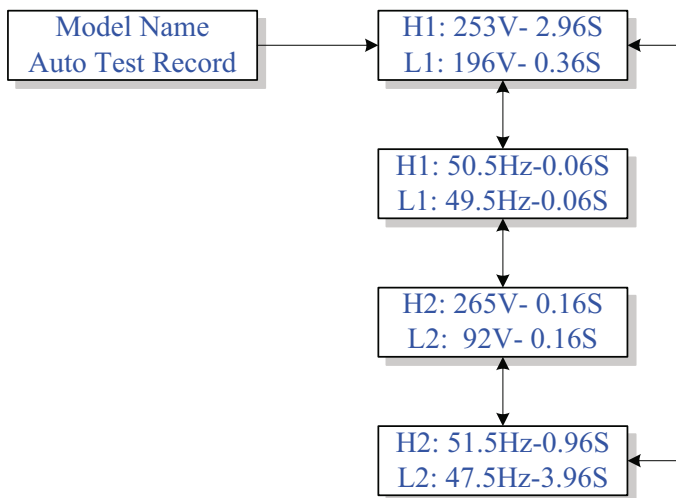 Model Name
Auto Test Record
H1: 253V- 2.96S
L1: 196V- 0.36S
H1: 50.5Hz-0.06S
L1: 49.5Hz-0.06S
H2: 265V- 0.16S
L2: 92V- 0.16S
H2: 51.5Hz-0.96S
L2: 47.5Hz-3.96S